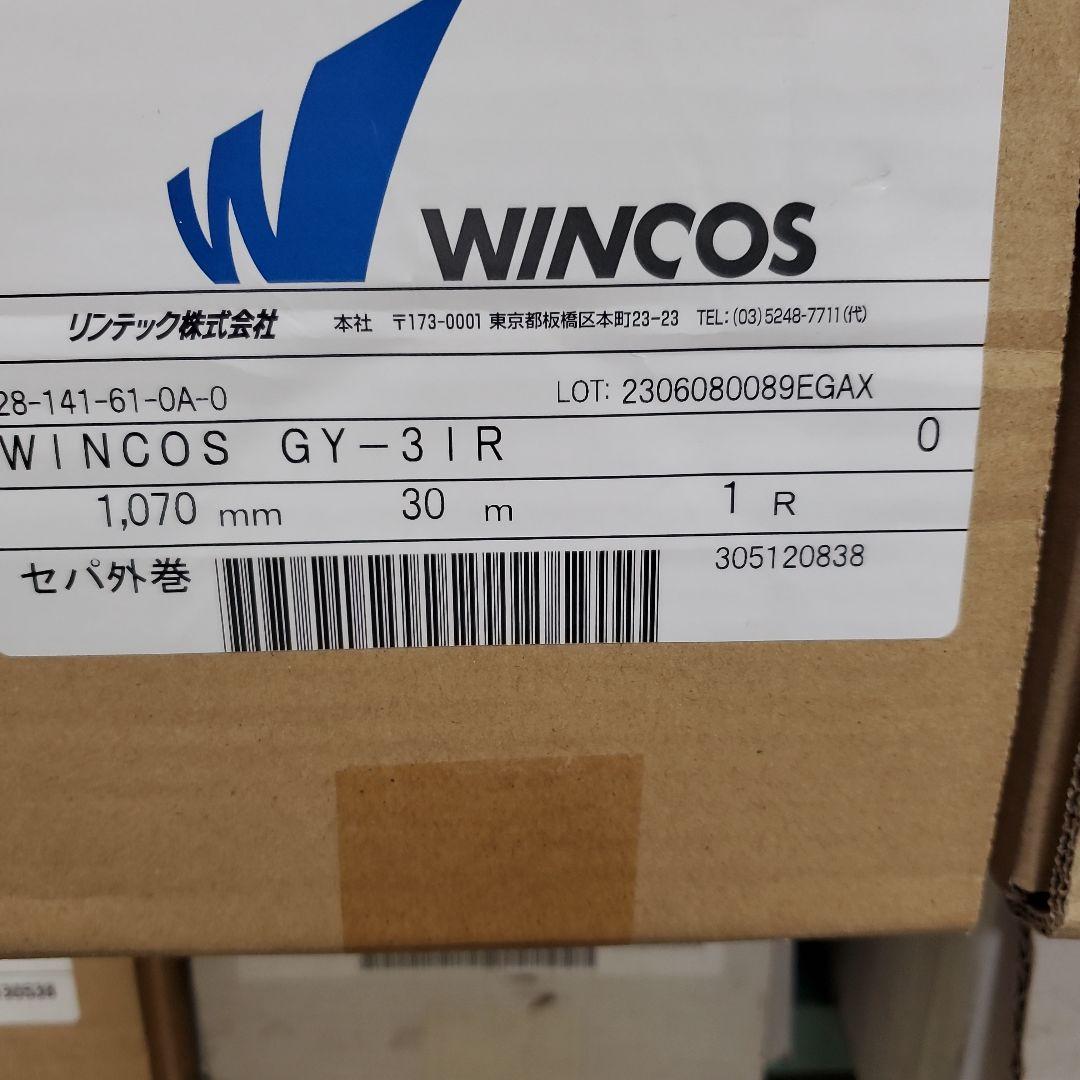 WINCOS
リンテック株式会社 本社 〒173-0001 東京都板橋区本町23-23 TEL:(03)5248-7711(代)
28-141-61-0A-0 LOT: 2306080089EGAX
WINCOS GY-3IR 0
1,070 mm 30 m 1 R
セパ外巻 305120838